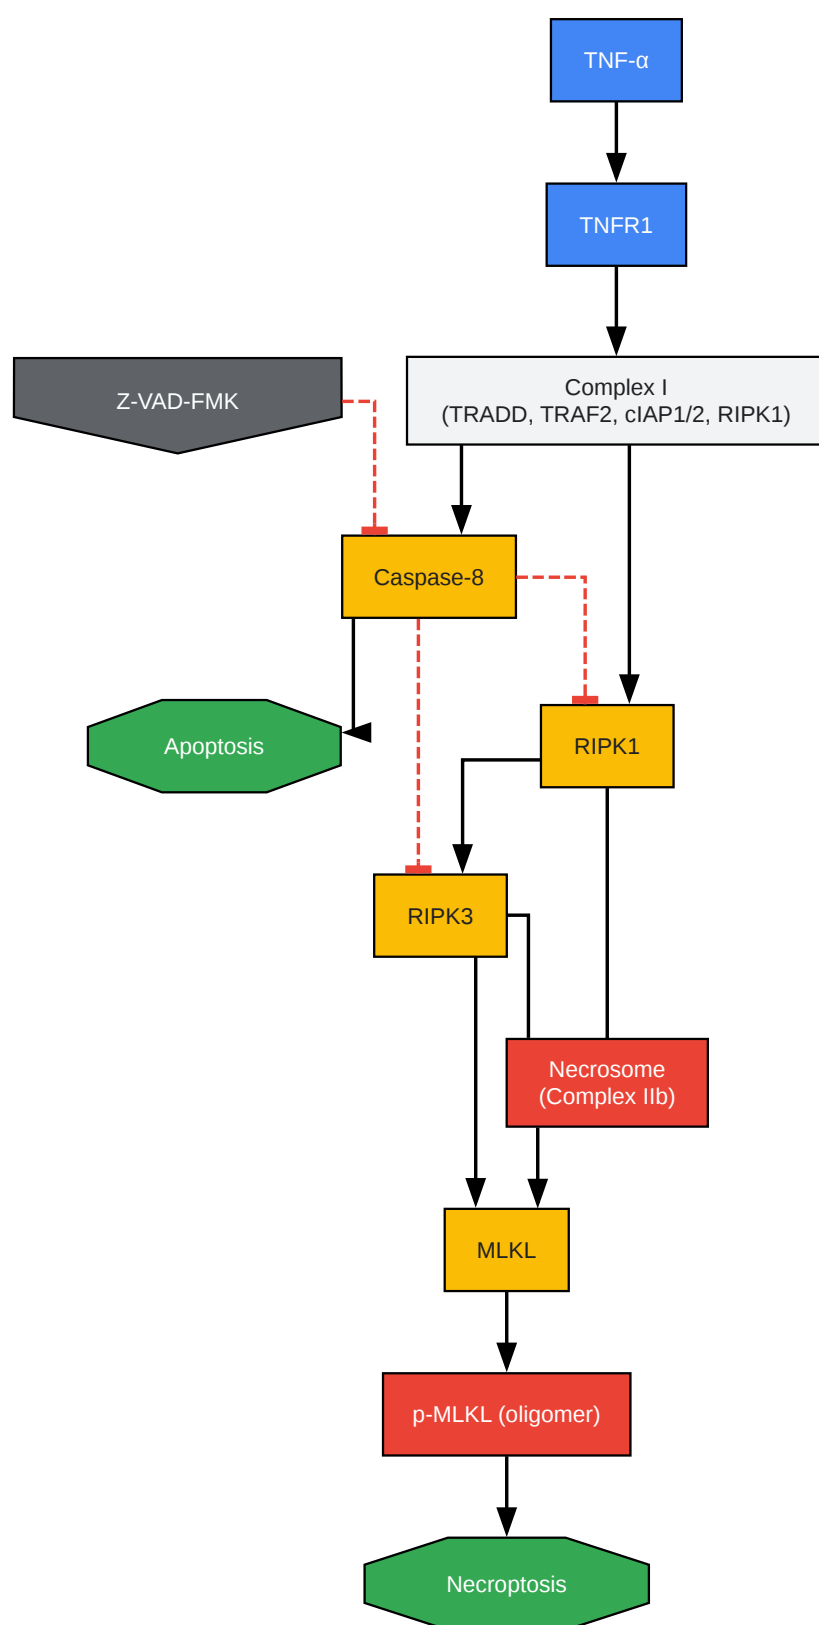 TNF-α
TNFR1
Z-VAD-FMK
Complex I
(TRADD, TRAF2, cIAP1/2, RIPK1)
Caspase-8
Apoptosis
RIPK1
RIPK3
Necrosome
(Complex IIb)
MLKL
p-MLKL (oligomer)
Necroptosis